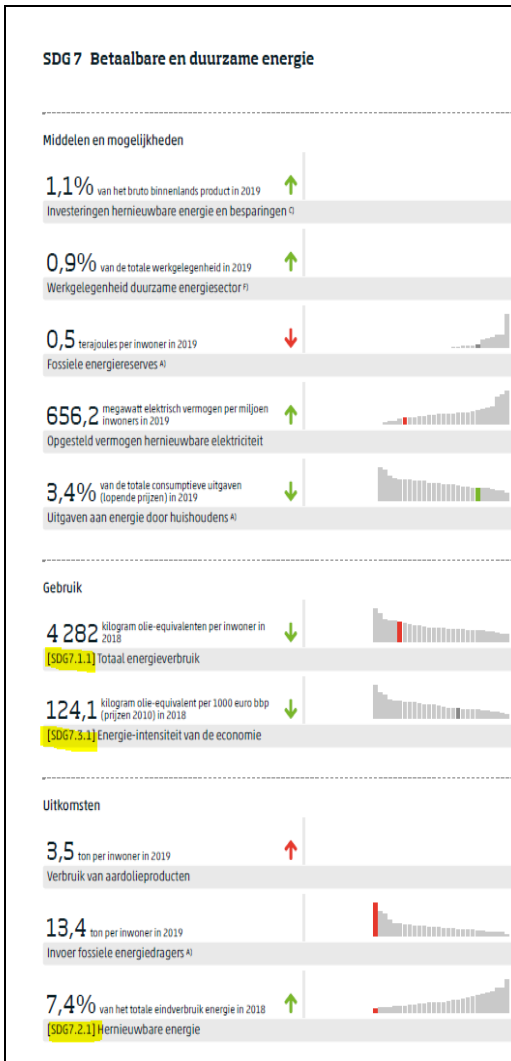 SDG 7 Betaalbare en duurzame energie
Middelen en mogelijkheden
1,1% van het bruto binnenlands product in 2019
Investeringen hernieuwbare energie en besparingen C)
0,9% van de totale werkgelegenheid in 2019
Werkgelegenheid duurzame energiesector F)
0,5 terajoules per inwoner in 2019
Fossiele energiereserves A)
656,2 megawatt elektrisch vermogen per miljoen
inwoners in 2019
Opgesteld vermogen hernieuwbare elektriciteit
3,4% van de totale consumptieve uitgaven
(lopende prijzen) in 2019
Uitgaven aan energie door huishoudens A)
Gebruik
4 282 kilogram olie-equivalenten per inwoner in
2018
[SDG7.1.1] Totaal energieverbruik
124,1 kilogram olie-equivalent per 1000 euro bbp
(prijzen 2010) in 2018
[SDG7.3.1] Energie-intensiteit van de economie
Uitkomsten
3,5 ton per inwoner in 2019
Verbruik van aardolieproducten
13,4 ton per inwoner in 2019
Invoer fossiele energiedragers A)
7,4% van het totale eindverbruik energie in 2018
[SDG7.2.1] Hernieuwbare energie